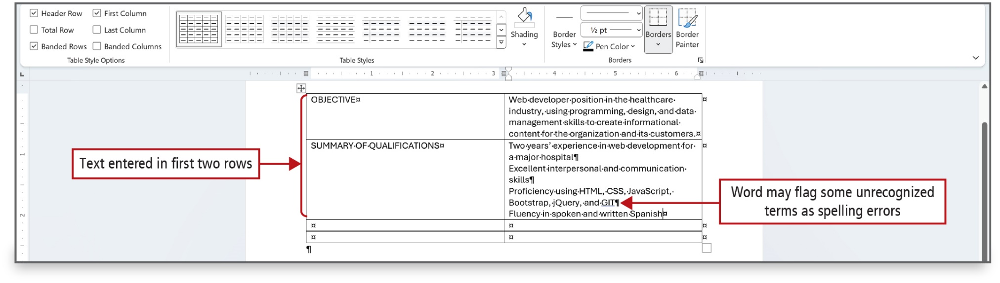 Header Row
First Column
Total Row
Last Column
Banded Rows
Banded Columns
Table Style Options
Table Styles
Shading
Border
Styles
½ pt
Pen Color
Borders
Border
Painter
Borders
1 2 3 4 5 6
OBJECTIVE¤
Web·developer·position·in·the·healthcare·
industry,·using·programming,·design,·and·data·
management·skills·to·create·informational·
content·for·the·organization·and·its·customers.¤
¤
SUMMARY·OF·QUALIFICATIONS¤
Two·years’·experience·in·web·development·for·
a·major·hospital¶
Excellent·interpersonal·and·communication·
skills¶
Proficiency·using·HTML,·CSS,·JavaScript,·
Bootstrap,·jQuery,·and·GIT¶
Fluency·in·spoken·and·written·Spanish¤
¤
¤ ¤ ¤
¤ ¤ ¤
¶
1
2
Text entered in first two rows
Word may flag some unrecognized
terms as spelling errors